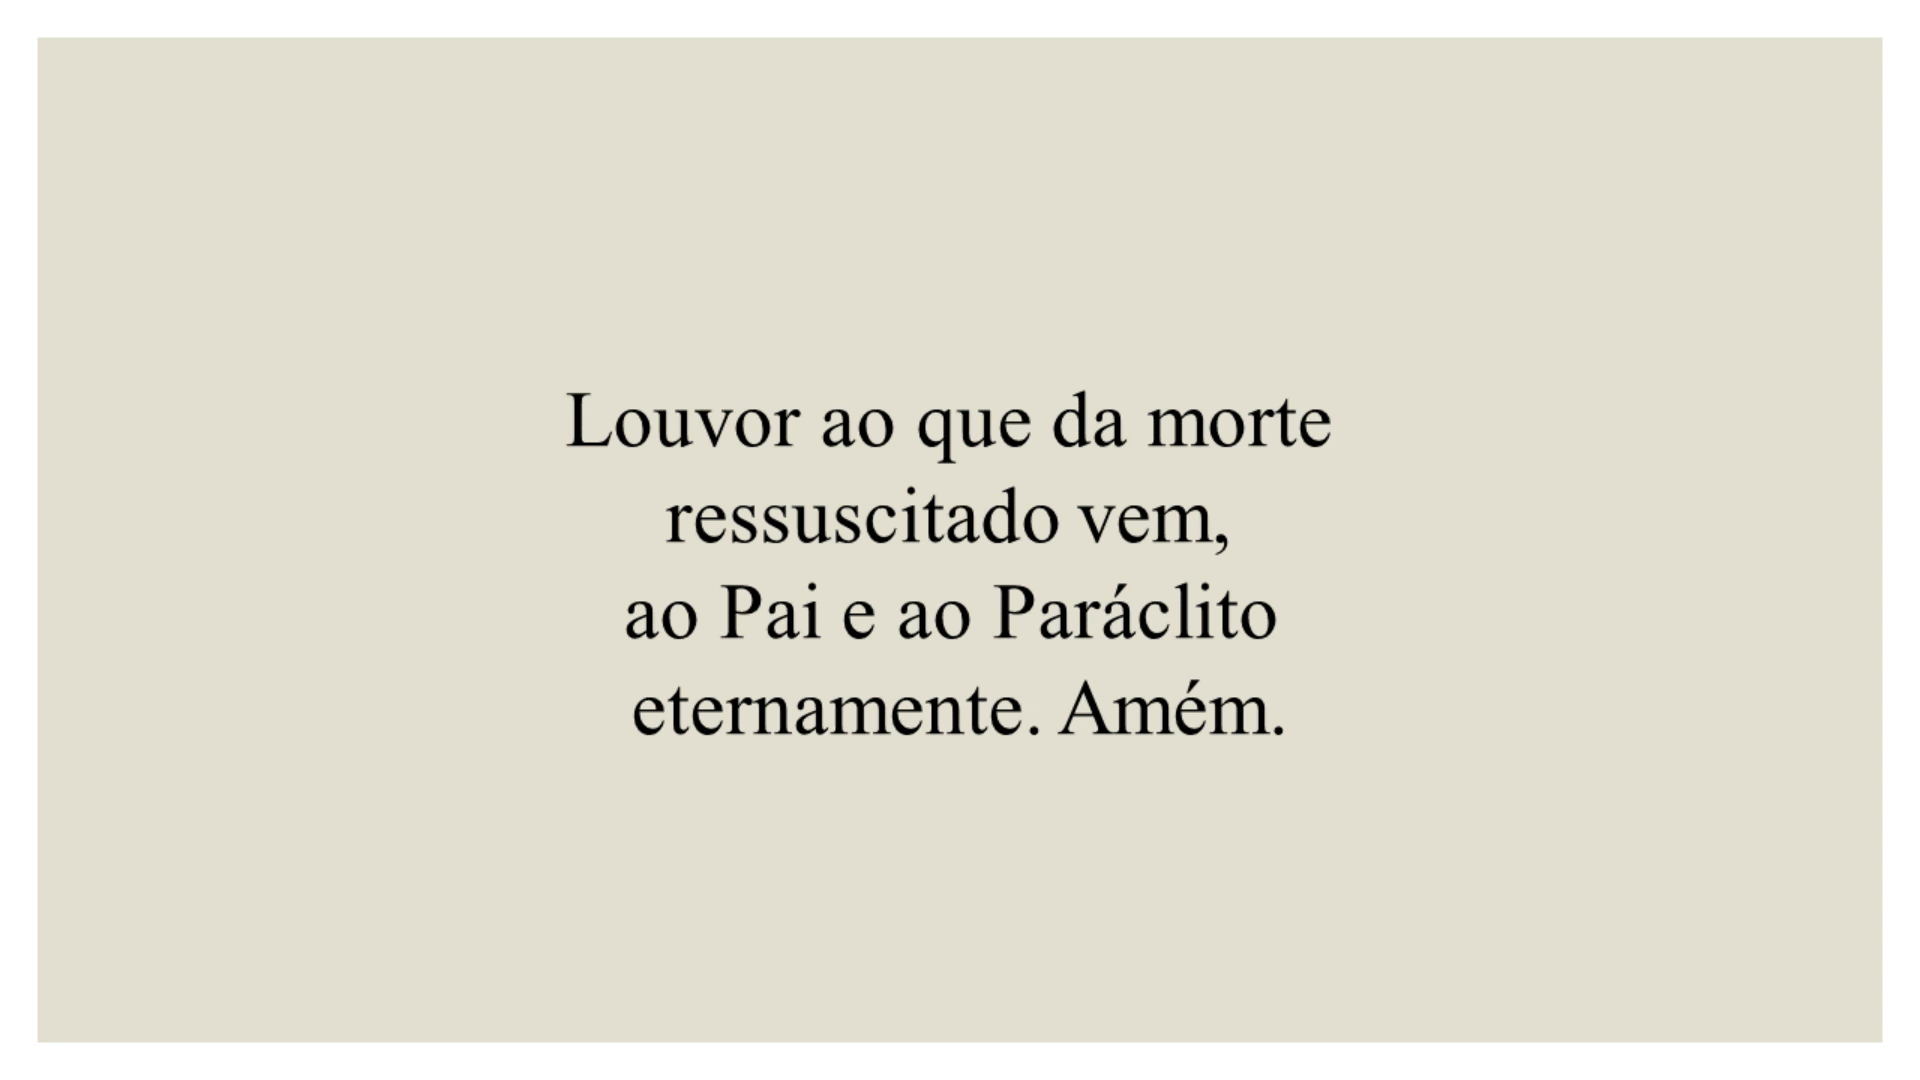 Louvor ao que da morte
ressuscitado vem,
ao Pai e ao Paráclito
eternamente. Amém.